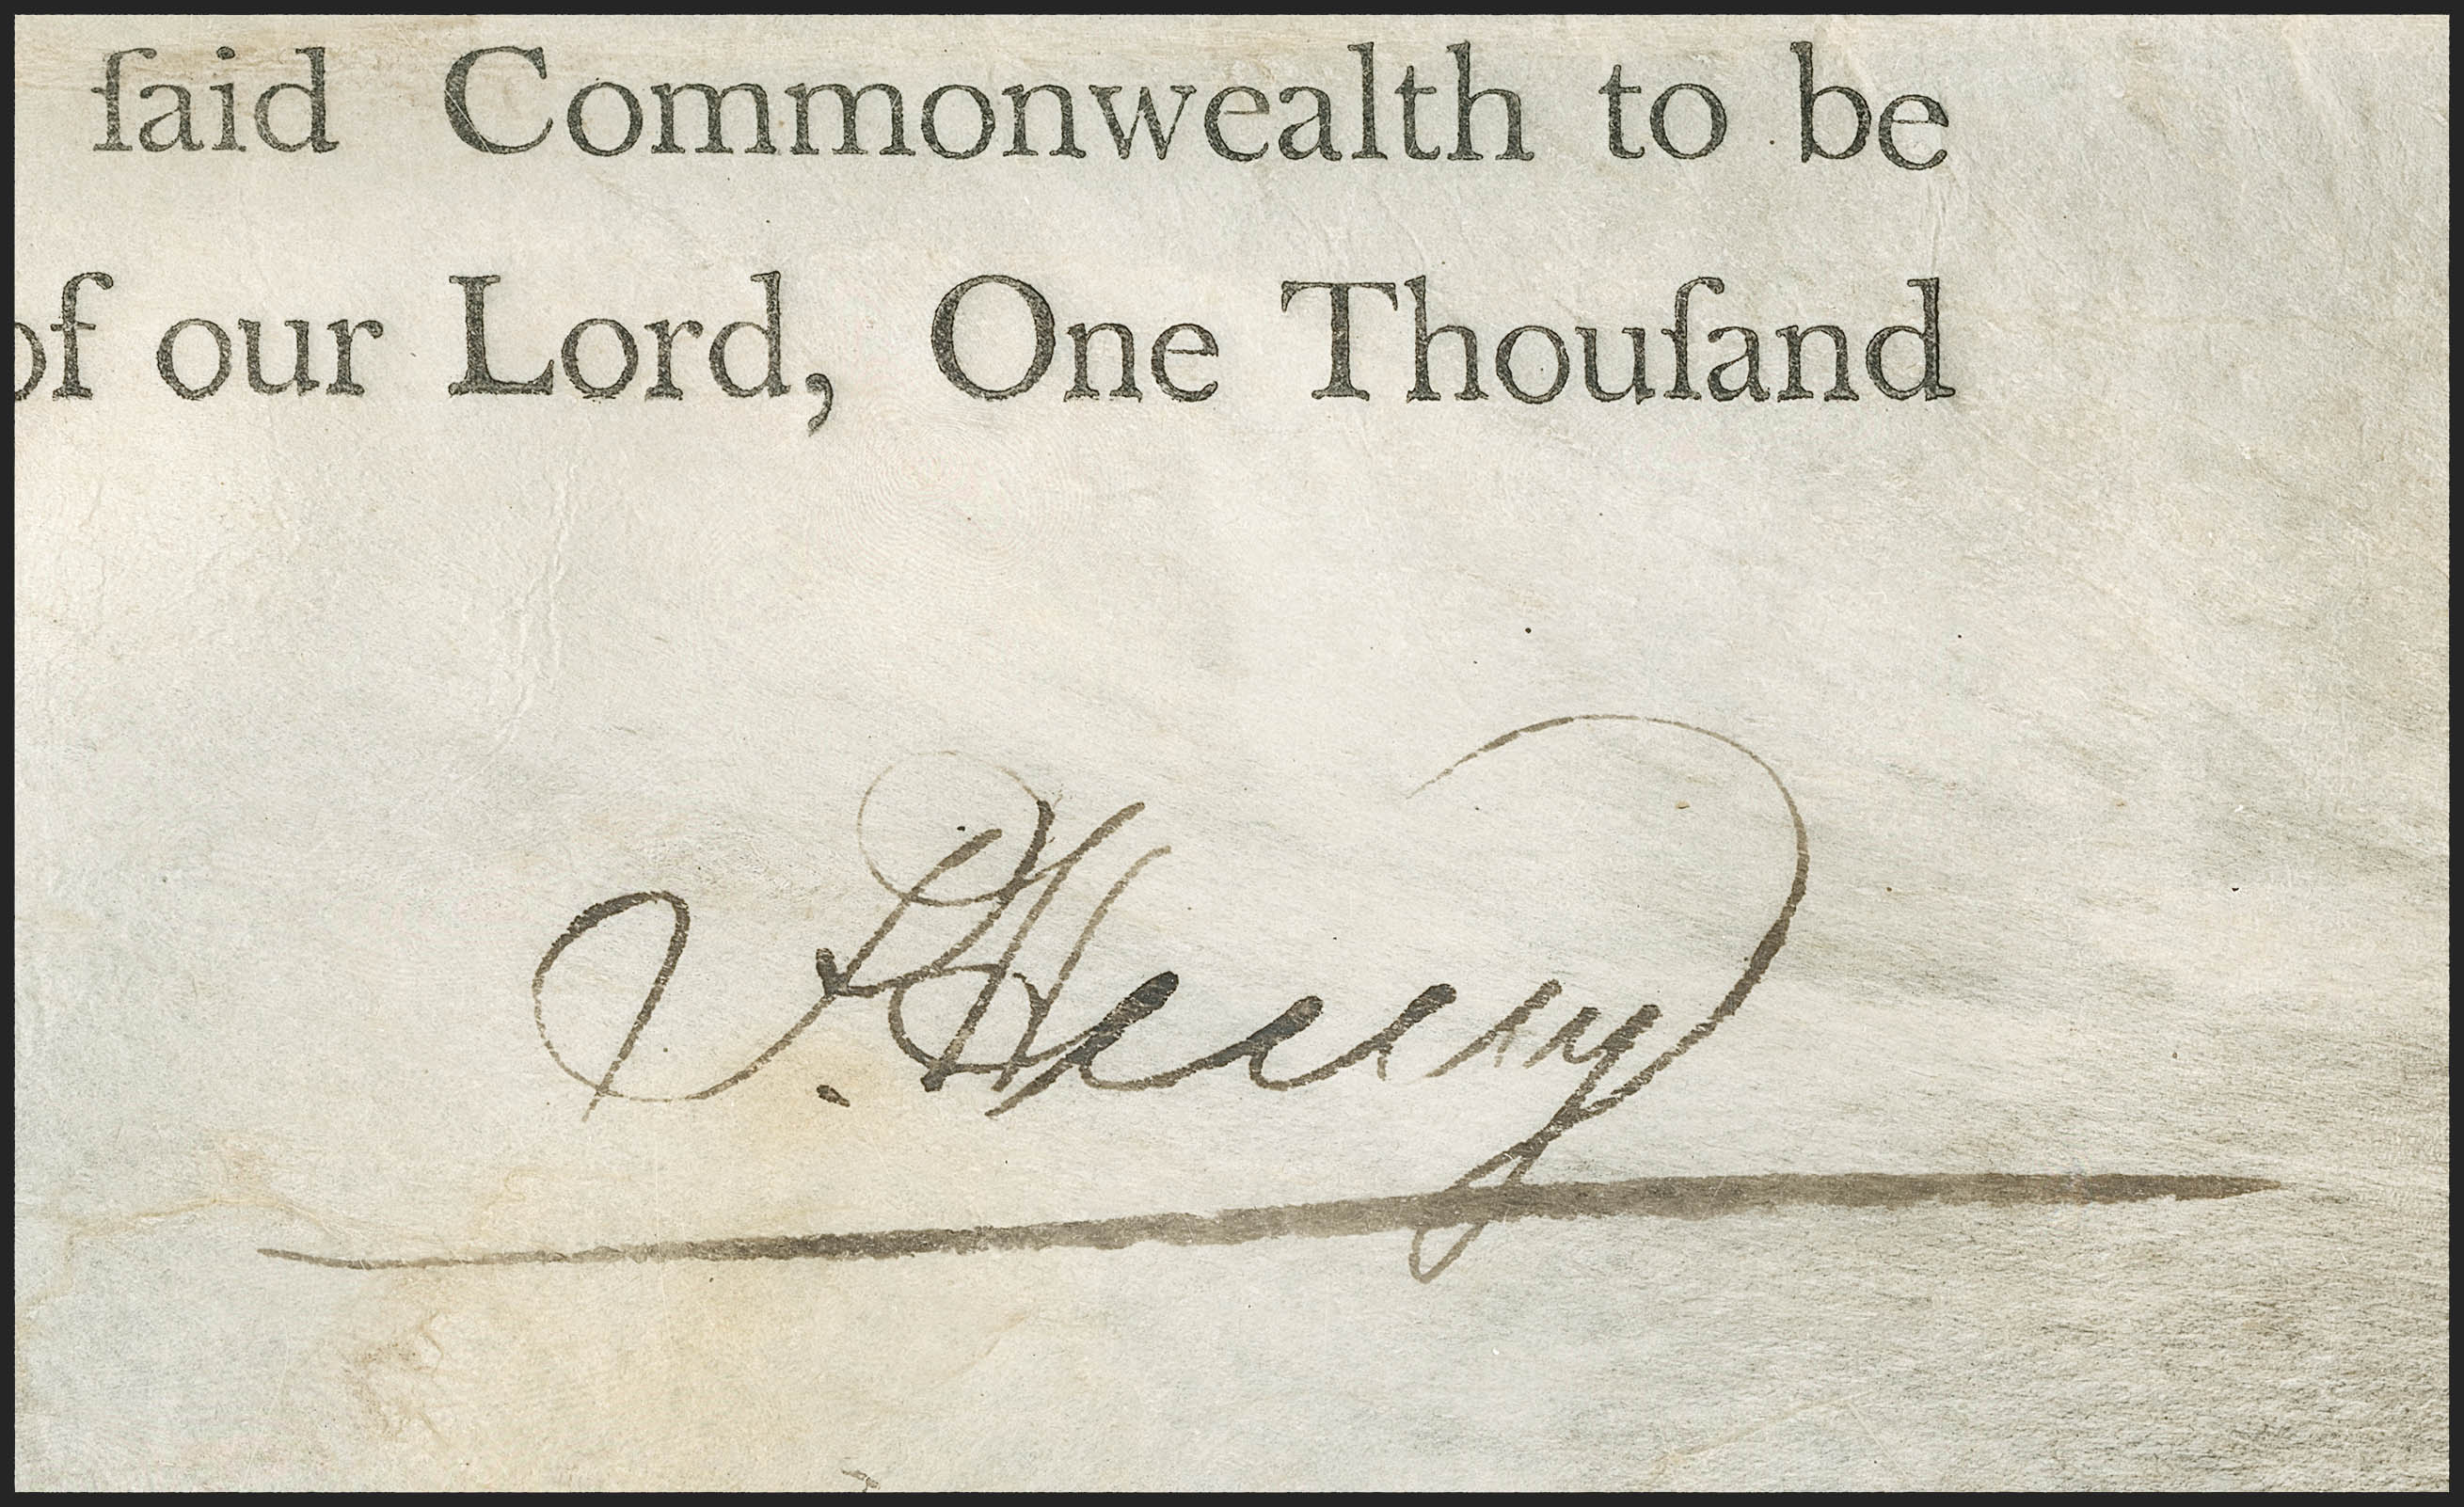 ſaid Commonwealth to be
of our Lord, One Thouſand
P. Henry